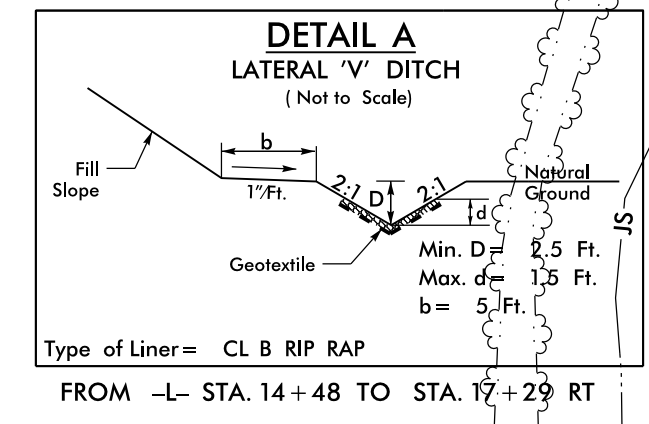 DETAIL A
LATERAL 'V' DITCH
( Not to Scale)
b
Fill
Slope
1"/Ft.
2:1
D
2:1
d
Natural
Ground
Geotextile
Min. D= 2.5 Ft.
Max. d= 1.5 Ft.
b= 5 Ft.
JS
Type of Liner= CL B RIP RAP
FROM -L- STA. 14+48 TO STA. 17+29 RT